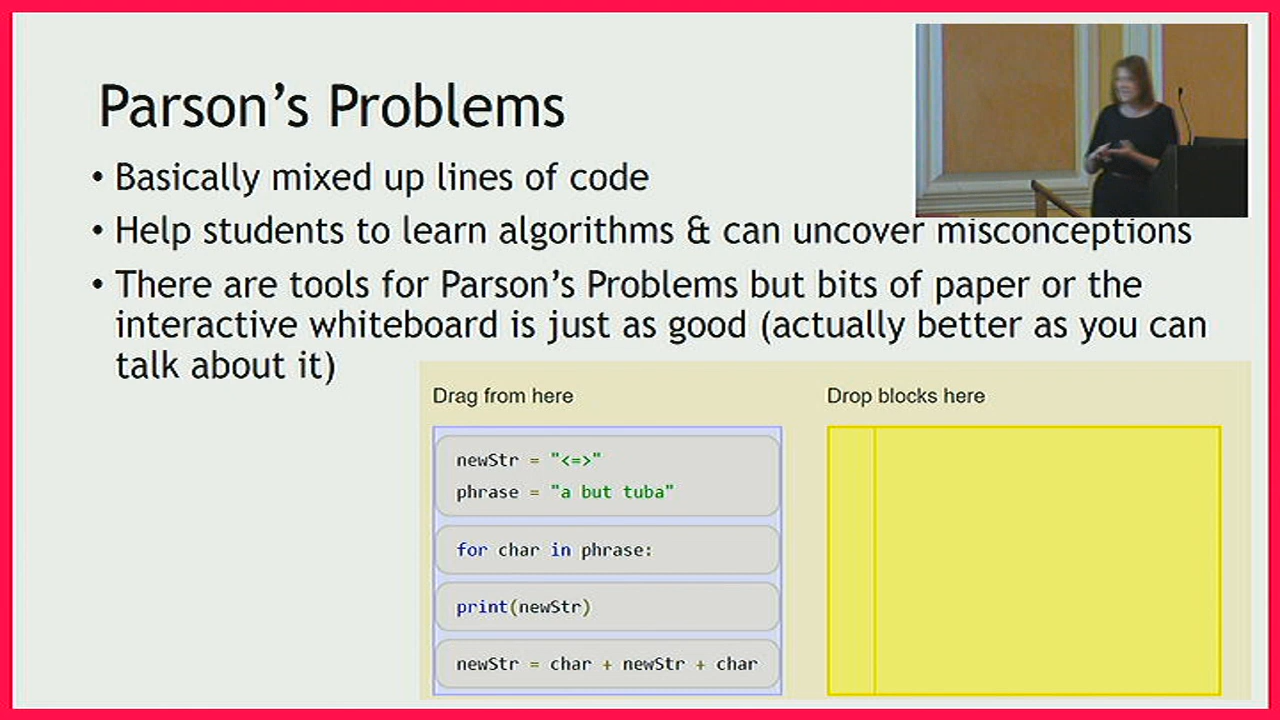 Parson's Problems
• Basically mixed up lines of code
• Help students to learn algorithms & can uncover misconceptions
• There are tools for Parson's Problems but bits of paper or the
interactive whiteboard is just as good (actually better as you can
talk about it)
Drag from here
newStr = "<=>"
phrase = "a but tuba"
for char in phrase:
print(newStr)
newStr = char + newStr + char
Drop blocks here